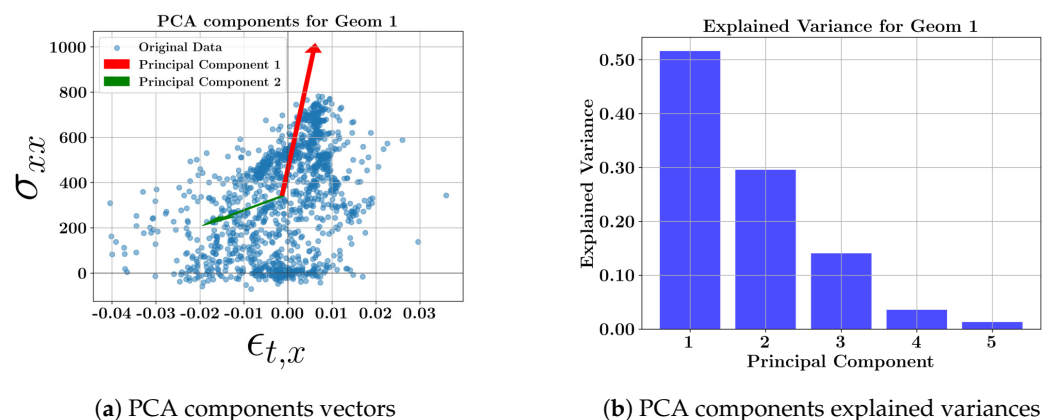 PCA components for Geom 1
Original Data
Principal Component 1
Principal Component 2
1000
800
600
400
200
0
-0.04 -0.03 -0.02 -0.01 0.00 0.01 0.02 0.03
σxx
ϵt,x
(a) PCA components vectors
Explained Variance for Geom 1
0.50
0.30
0.20
0.10
0.00
1 2 3 4 5
Explained Variance
Principal Component
(b) PCA components explained variances